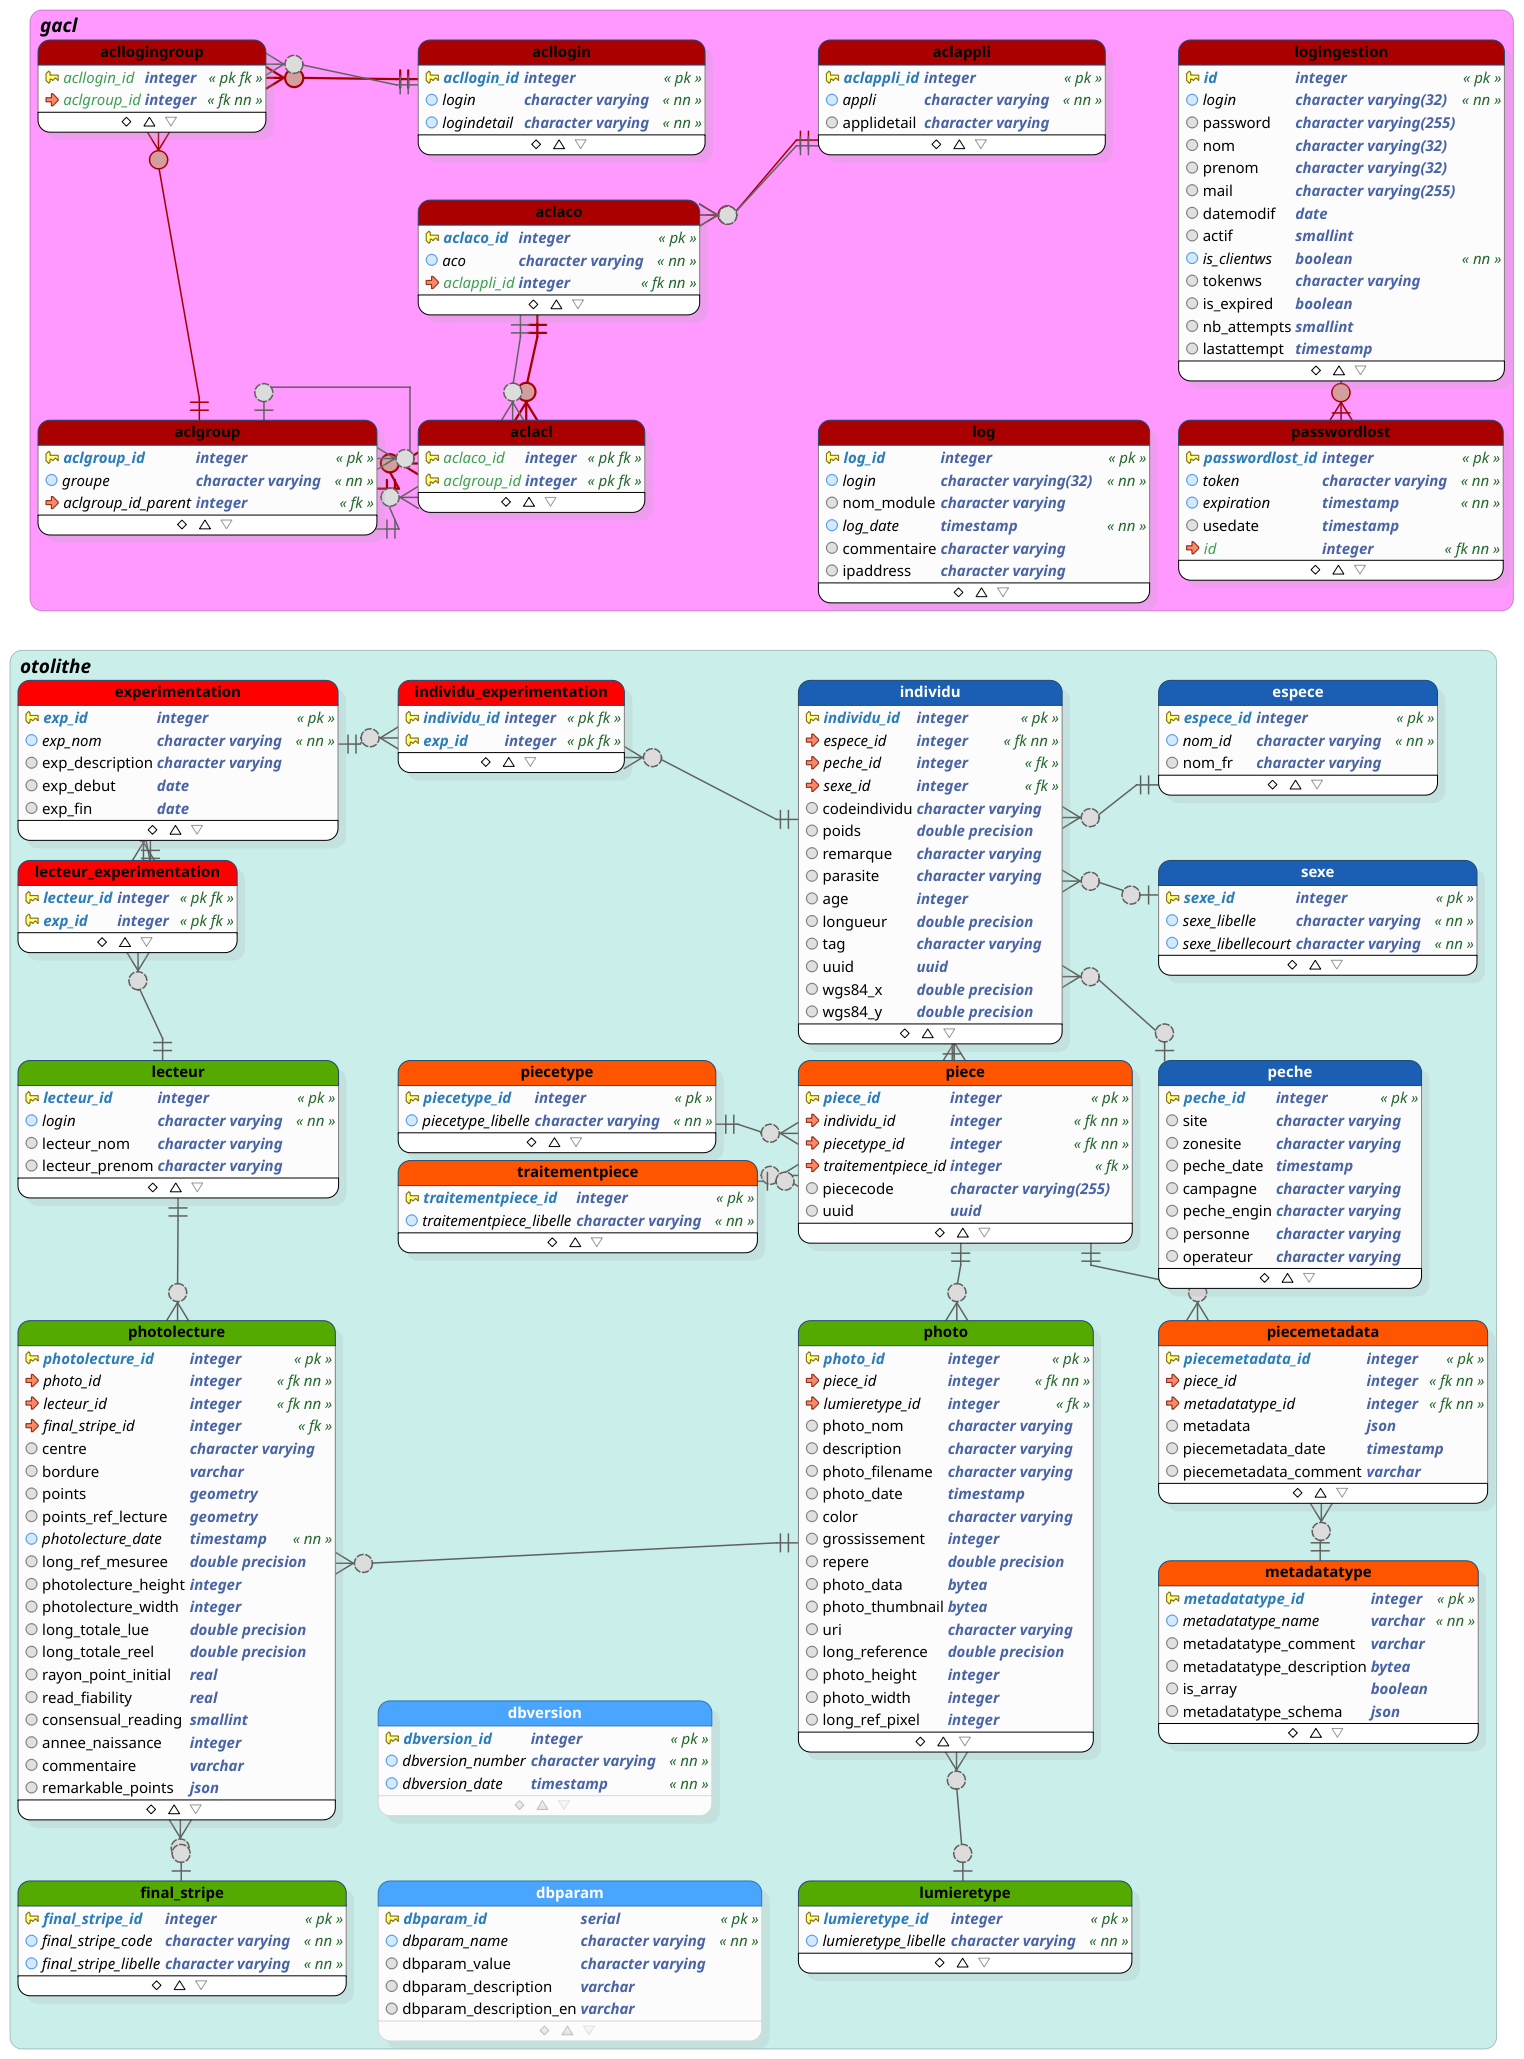 gacl
acllogingroup
acllogin_id integer « pk fk »
aclgroup_id integer « fk nn »
acllogin
acllogin_id integer « pk »
login character varying « nn »
logindetail character varying « nn »
aclappli
aclappli_id integer « pk »
appli character varying « nn »
applidetail character varying
logingestion
id integer « pk »
login character varying(32) « nn »
password character varying(255)
nom character varying(32)
prenom character varying(32)
mail character varying(255)
datemodif date
actif smallint
is_clientws boolean « nn »
tokenws character varying
is_expired boolean
nb_attempts smallint
lastattempt timestamp
aclaco
aclaco_id integer « pk »
aco character varying « nn »
aclappli_id integer « fk nn »
aclgroup
aclgroup_id integer « pk »
groupe character varying « nn »
aclgroup_id_parent integer « fk »
aclacl
aclaco_id integer « pk fk »
aclgroup_id integer « pk fk »
log
log_id integer « pk »
login character varying(32) « nn »
nom_module character varying
log_date timestamp « nn »
commentaire character varying
ipaddress character varying
passwordlost
passwordlost_id integer « pk »
token character varying « nn »
expiration timestamp « nn »
usedate timestamp
id integer « fk nn »
otolithe
experimentation
exp_id integer « pk »
exp_nom character varying « nn »
exp_description character varying
exp_debut date
exp_fin date
individu_experimentation
individu_id integer « pk fk »
exp_id integer « pk fk »
individu
individu_id integer « pk »
espece_id integer « fk nn »
peche_id integer « fk »
sexe_id integer « fk »
codeindividu character varying
poids double precision
remarque character varying
parasite character varying
age integer
longueur double precision
tag character varying
uuid uuid
wgs84_x double precision
wgs84_y double precision
espece
espece_id integer « pk »
nom_id character varying « nn »
nom_fr character varying
lecteur_experimentation
lecteur_id integer « pk fk »
exp_id integer « pk fk »
sexe
sexe_id integer « pk »
sexe_libelle character varying « nn »
sexe_libellecourt character varying « nn »
lecteur
lecteur_id integer « pk »
login character varying « nn »
lecteur_nom character varying
lecteur_prenom character varying
piecetype
piecetype_id integer « pk »
piecetype_libelle character varying « nn »
traitementpiece
traitementpiece_id integer « pk »
traitementpiece_libelle character varying « nn »
piece
piece_id integer « pk »
individu_id integer « fk nn »
piecetype_id integer « fk nn »
traitementpiece_id integer « fk »
piececode character varying(255)
uuid uuid
peche
peche_id integer « pk »
site character varying
zonesite character varying
peche_date timestamp
campagne character varying
peche_engin character varying
personne character varying
operateur character varying
photolecture
photolecture_id integer « pk »
photo_id integer « fk nn »
lecteur_id integer « fk nn »
final_stripe_id integer « fk »
centre character varying
bordure varchar
points geometry
points_ref_lecture geometry
photolecture_date timestamp « nn »
long_ref_mesuree double precision
photolecture_height integer
photolecture_width integer
long_totale_lue double precision
long_totale_reel double precision
rayon_point_initial real
read_fiability real
consensual_reading smallint
annee_naissance integer
commentaire varchar
remarkable_points json
photo
photo_id integer « pk »
piece_id integer « fk nn »
lumieretype_id integer « fk »
photo_nom character varying
description character varying
photo_filename character varying
photo_date timestamp
color character varying
grossissement integer
repere double precision
photo_data bytea
photo_thumbnail bytea
uri character varying
long_reference double precision
photo_height integer
photo_width integer
long_ref_pixel integer
piecemetadata
piecemetadata_id integer « pk »
piece_id integer « fk nn »
metadatatype_id integer « fk nn »
metadata json
piecemetadata_date timestamp
piecemetadata_comment varchar
metadatatype
metadatatype_id integer « pk »
metadatatype_name varchar « nn »
metadatatype_comment varchar
metadatatype_description bytea
is_array boolean
metadatatype_schema json
dbversion
dbversion_id integer « pk »
dbversion_number character varying « nn »
dbversion_date timestamp « nn »
final_stripe
final_stripe_id integer « pk »
final_stripe_code character varying « nn »
final_stripe_libelle character varying « nn »
dbparam
dbparam_id serial « pk »
dbparam_name character varying « nn »
dbparam_value character varying
dbparam_description varchar
dbparam_description_en varchar
lumieretype
lumieretype_id integer « pk »
lumieretype_libelle character varying « nn »